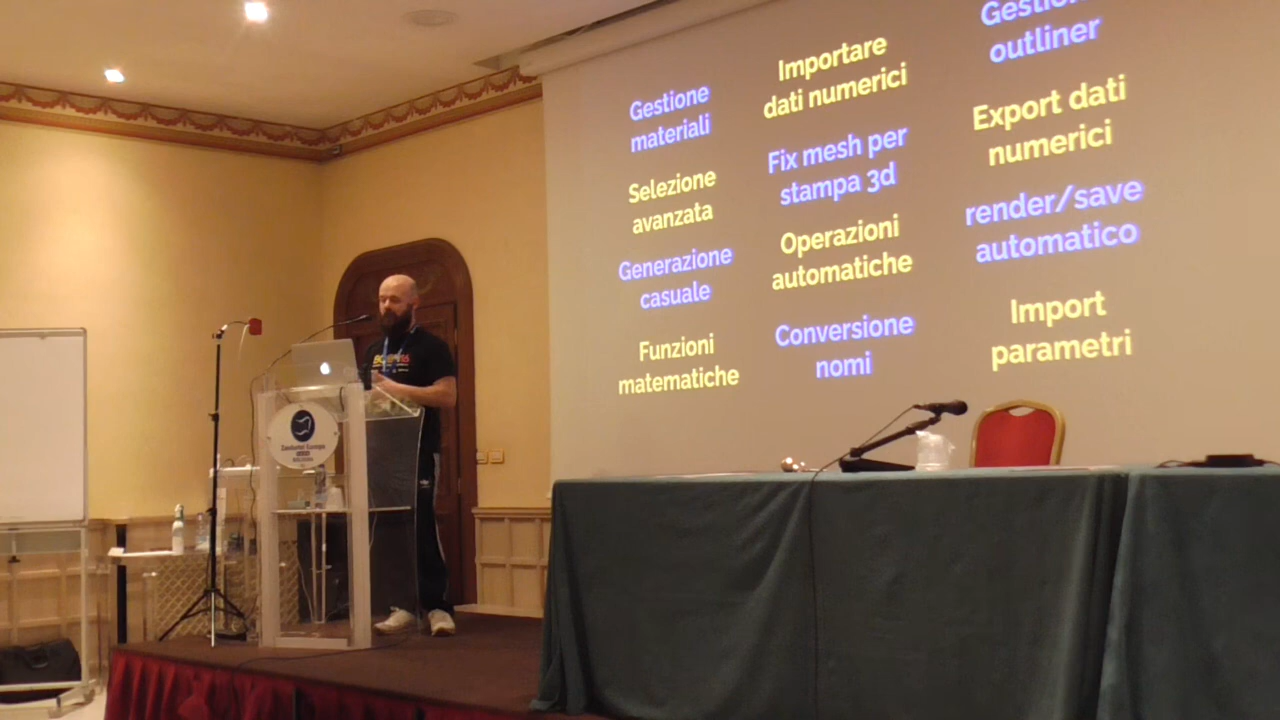 Gestione
materiali
Selezione
avanzata
Generazione
casuale
Funzioni
matematiche
Importare
dati numerici
Fix mesh per
stampa 3d
Operazioni
automatiche
Conversione
nomi
outliner
Export dati
numerici
render/save
automatico
Import
parametri